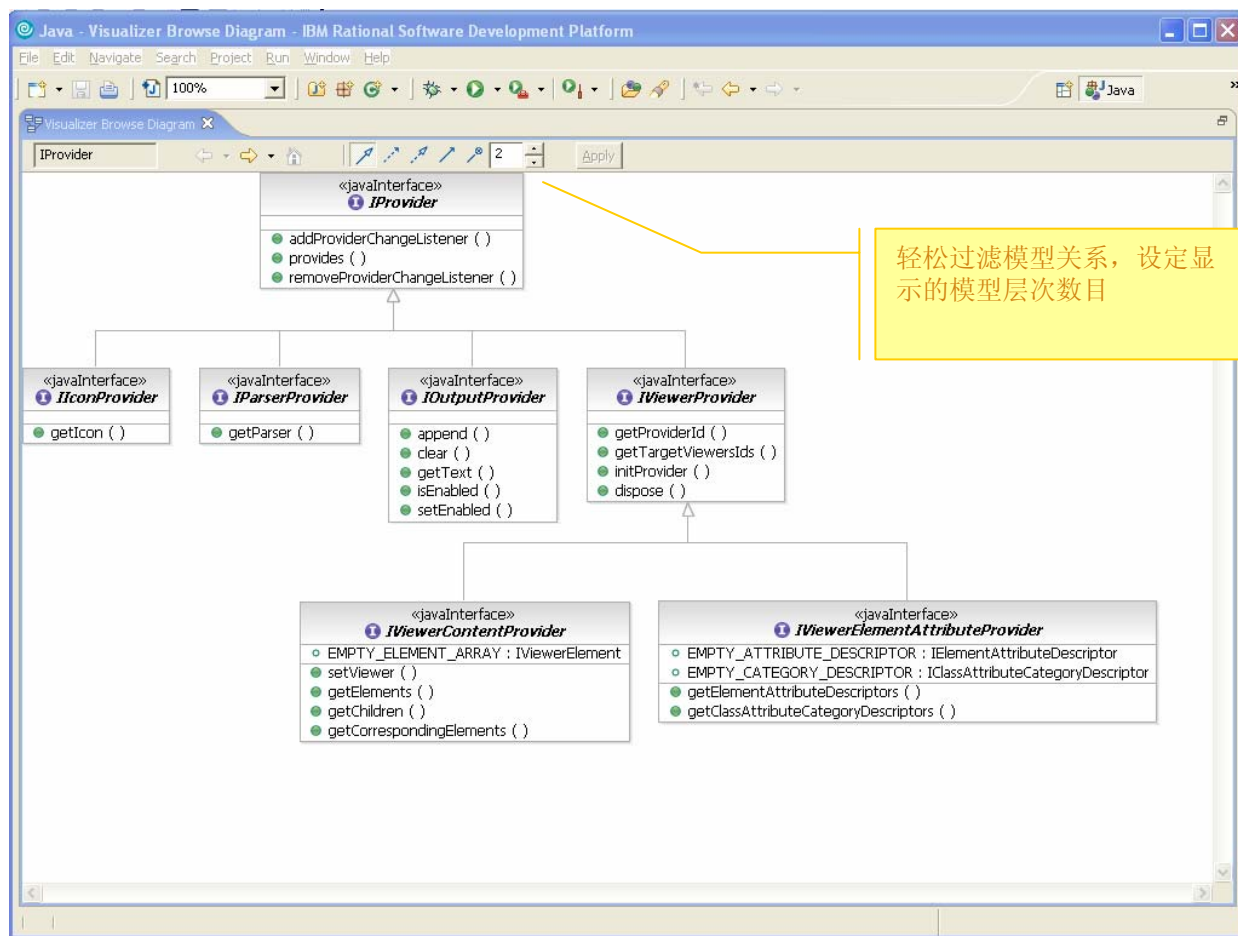 Java - Visualizer Browse Diagram - IBM Rational Software Development Platform
File Edit Navigate Search Project Run Window Help
100%
Java
Visualizer Browse Diagram
IProvider
2
Apply
«javaInterface»
IProvider
addProviderChangeListener ( )
provides ( )
removeProviderChangeListener ( )
轻松过滤模型关系，设定显
示的模型层次数目
«javaInterface»
IIconProvider
getIcon ( )
«javaInterface»
IParserProvider
getParser ( )
«javaInterface»
IOutputProvider
append ( )
clear ( )
getText ( )
isEnabled ( )
setEnabled ( )
«javaInterface»
IViewerProvider
getProviderId ( )
getTargetViewersIds ( )
initProvider ( )
dispose ( )
«javaInterface»
IViewerContentProvider
EMPTY_ELEMENT_ARRAY : IViewerElement
setViewer ( )
getElements ( )
getChildren ( )
getCorrespondingElements ( )
«javaInterface»
IViewerElementAttributeProvider
EMPTY_ATTRIBUTE_DESCRIPTOR : IElementAttributeDescriptor
EMPTY_CATEGORY_DESCRIPTOR : IClassAttributeCategoryDescriptor
getElementAttributeDescriptors ( )
getClassAttributeCategoryDescriptors ( )